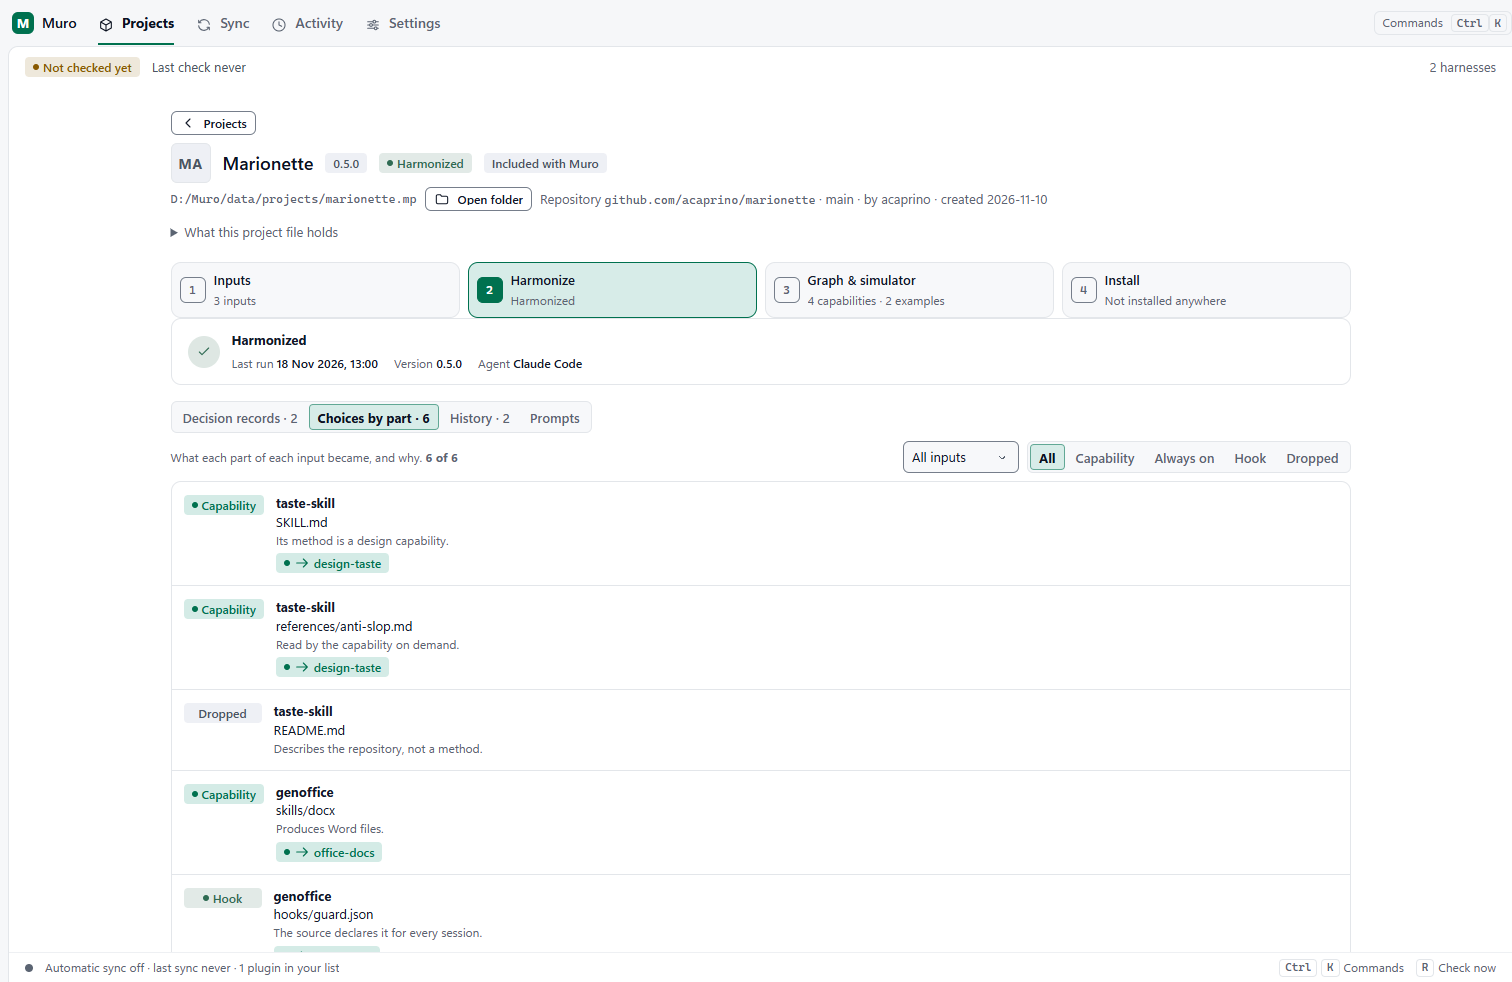 M Muro Projects Sync Activity Settings Commands Ctrl K
Not checked yet Last check never 2 harnesses
Projects
MA Marionette 0.5.0 Harmonized Included with Muro
D:/Muro/data/projects/marionette.mp Open folder Repository github.com/acaprino/marionette · main · by acaprino · created 2026-11-10
What this project file holds
1 Inputs
3 inputs
2 Harmonize
Harmonized
3 Graph & simulator
4 capabilities · 2 examples
4 Install
Not installed anywhere
Harmonized
Last run 18 Nov 2026, 13:00 Version 0.5.0 Agent Claude Code
Decision records · 2 Choices by part · 6 History · 2 Prompts
What each part of each input became, and why. 6 of 6 All inputs All Capability Always on Hook Dropped
Capability taste-skill
SKILL.md
Its method is a design capability.
→ design-taste
Capability taste-skill
references/anti-slop.md
Read by the capability on demand.
→ design-taste
Dropped taste-skill
README.md
Describes the repository, not a method.
Capability genoffice
skills/docx
Produces Word files.
→ office-docs
Hook genoffice
hooks/guard.json
The source declares it for every session.
Automatic sync off · last sync never · 1 plugin in your list Ctrl K Commands R Check now